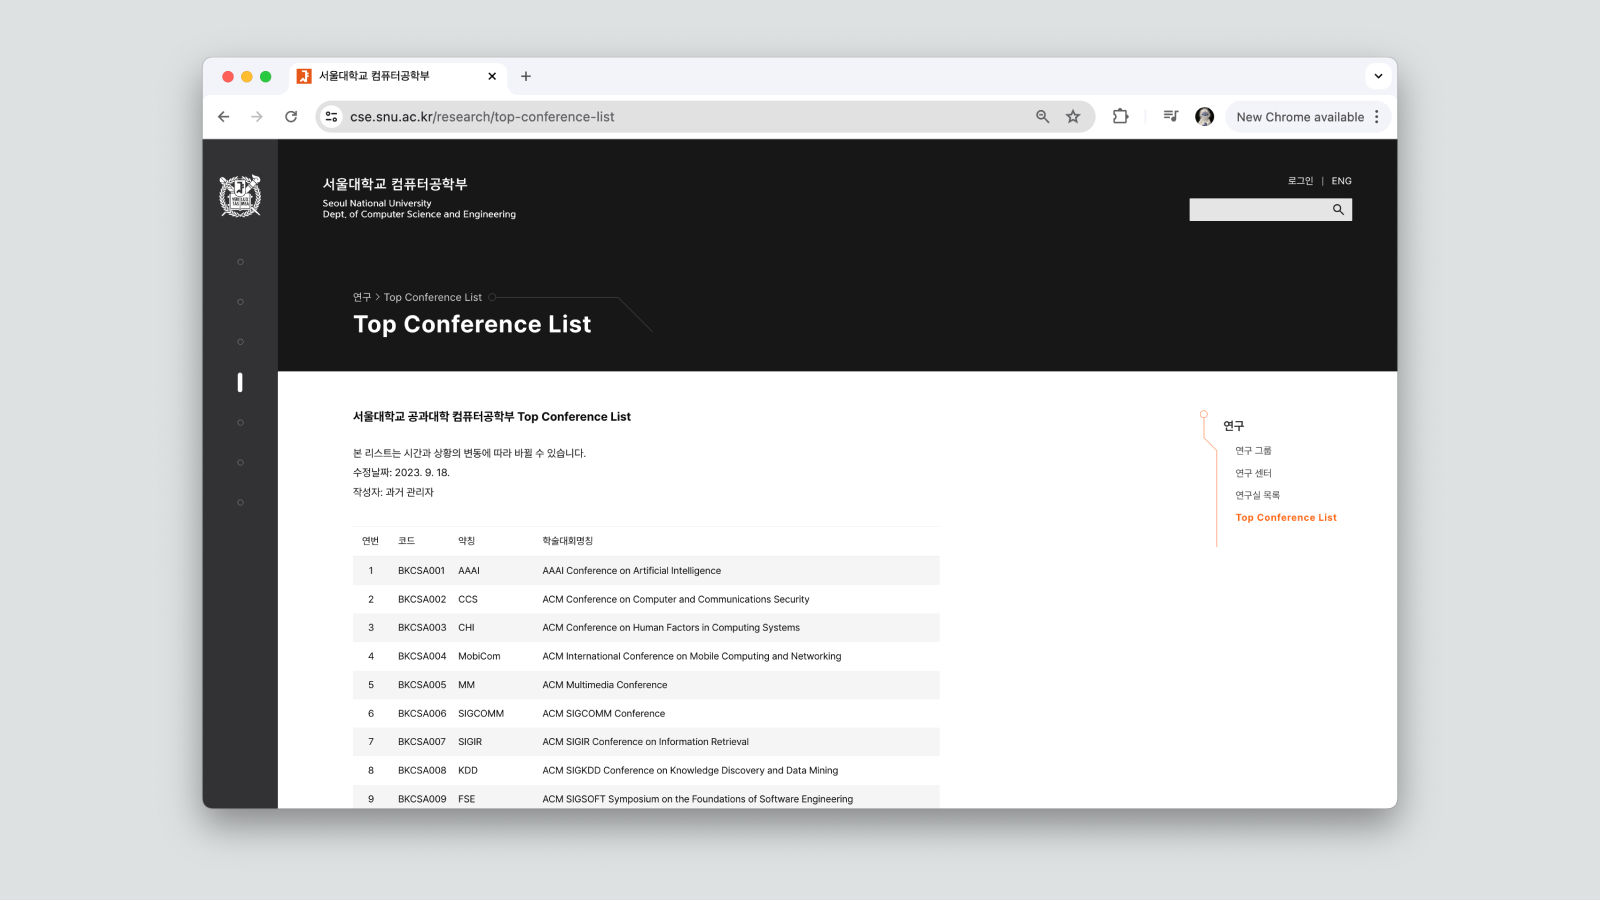 서울대학교 컴퓨터공학부
cse.snu.ac.kr/research/top-conference-list
New Chrome available
서울대학교 컴퓨터공학부
Seoul National University
Dept. of Computer Science and Engineering
로그인 | ENG
연구 > Top Conference List
Top Conference List
서울대학교 공과대학 컴퓨터공학부 Top Conference List
본 리스트는 시간과 상황의 변동에 따라 바뀔 수 있습니다.
수정날짜: 2023. 9. 18.
작성자: 과거 관리자
연번 코드 약칭 학술대회명칭
1 BKCSA001 AAAI AAAI Conference on Artificial Intelligence
2 BKCSA002 CCS ACM Conference on Computer and Communications Security
3 BKCSA003 CHI ACM Conference on Human Factors in Computing Systems
4 BKCSA004 MobiCom ACM International Conference on Mobile Computing and Networking
5 BKCSA005 MM ACM Multimedia Conference
6 BKCSA006 SIGCOMM ACM SIGCOMM Conference
7 BKCSA007 SIGIR ACM SIGIR Conference on Information Retrieval
8 BKCSA008 KDD ACM SIGKDD Conference on Knowledge Discovery and Data Mining
9 BKCSA009 FSE ACM SIGSOFT Symposium on the Foundations of Software Engineering
연구
연구 그룹
연구 센터
연구실 목록
Top Conference List